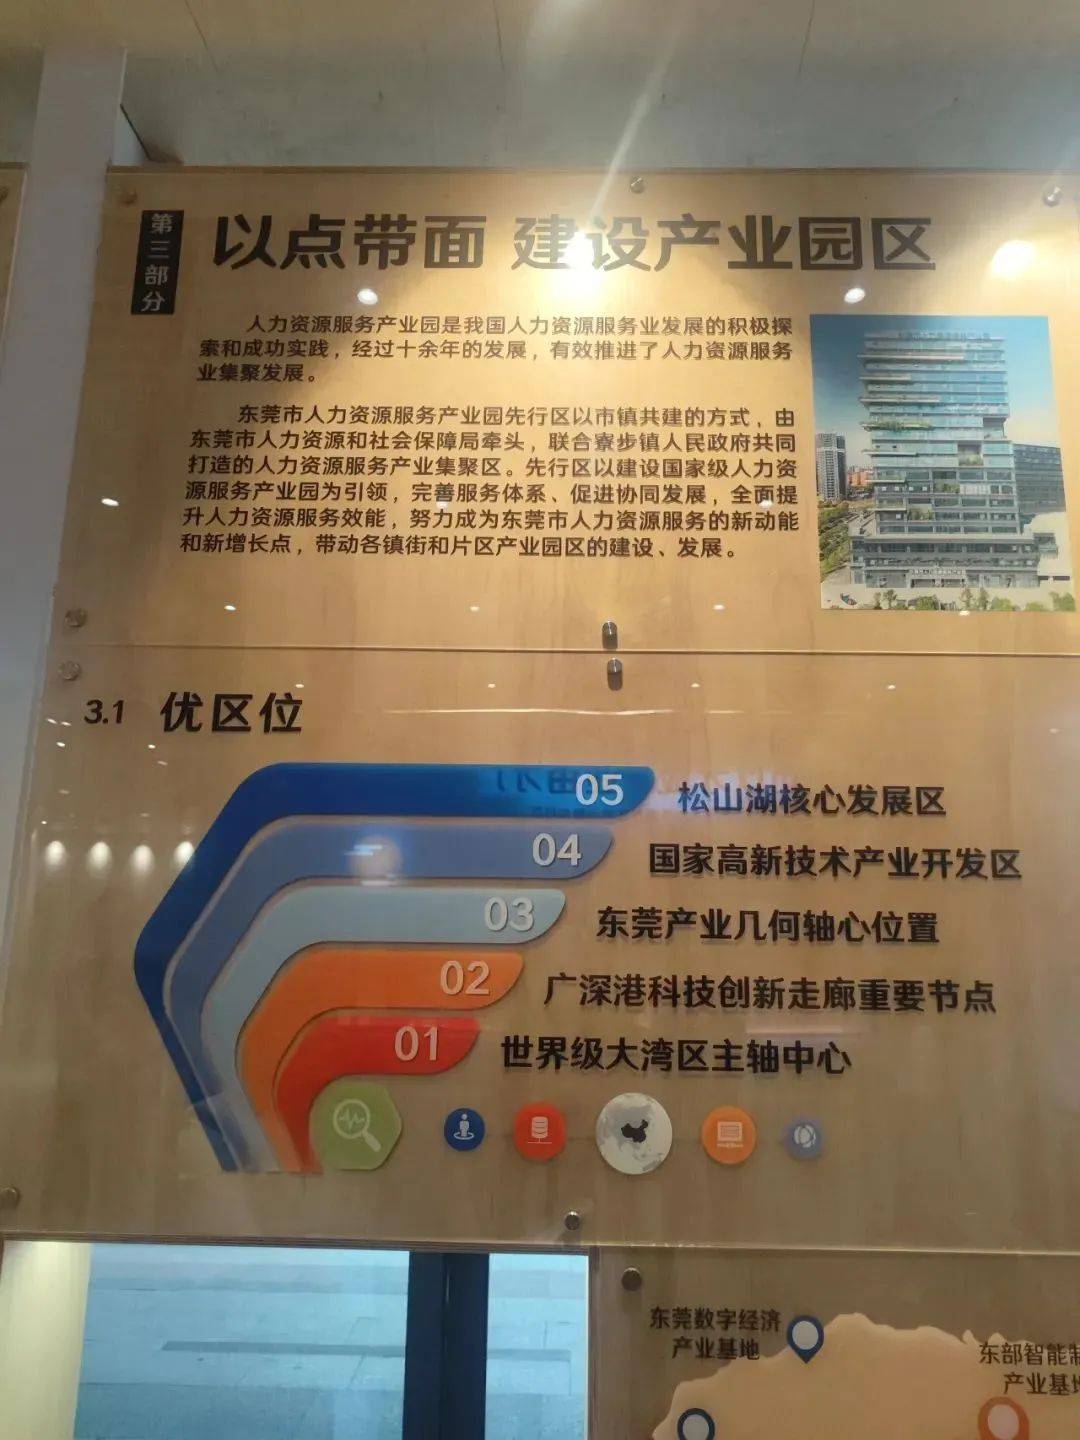 第三部分
以点带面 建设产业园区
人力资源服务产业园是我国人力资源服务业发展的积极探
索和成功实践，经过十余年的发展，有效推进了人力资源服务
业集聚发展。
东莞市人力资源服务产业园先行区以市镇共建的方式，由
东莞市人力资源和社会保障局牵头，联合寮步镇人民政府共同
打造的人力资源服务产业集聚区。先行区以建设国家级人力资
源服务产业园为引领，完善服务体系、促进协同发展，全面提
升人力资源服务效能，努力成为东莞市人力资源服务的新动能
和新增长点，带动各镇街和片区产业园区的建设、发展。
3.1 优区位
05 松山湖核心发展区
04 国家高新技术产业开发区
03 东莞产业几何轴心位置
02 广深港科技创新走廊重要节点
01 世界级大湾区主轴中心
东莞数字经济
产业基地
东部智能制
产业基地